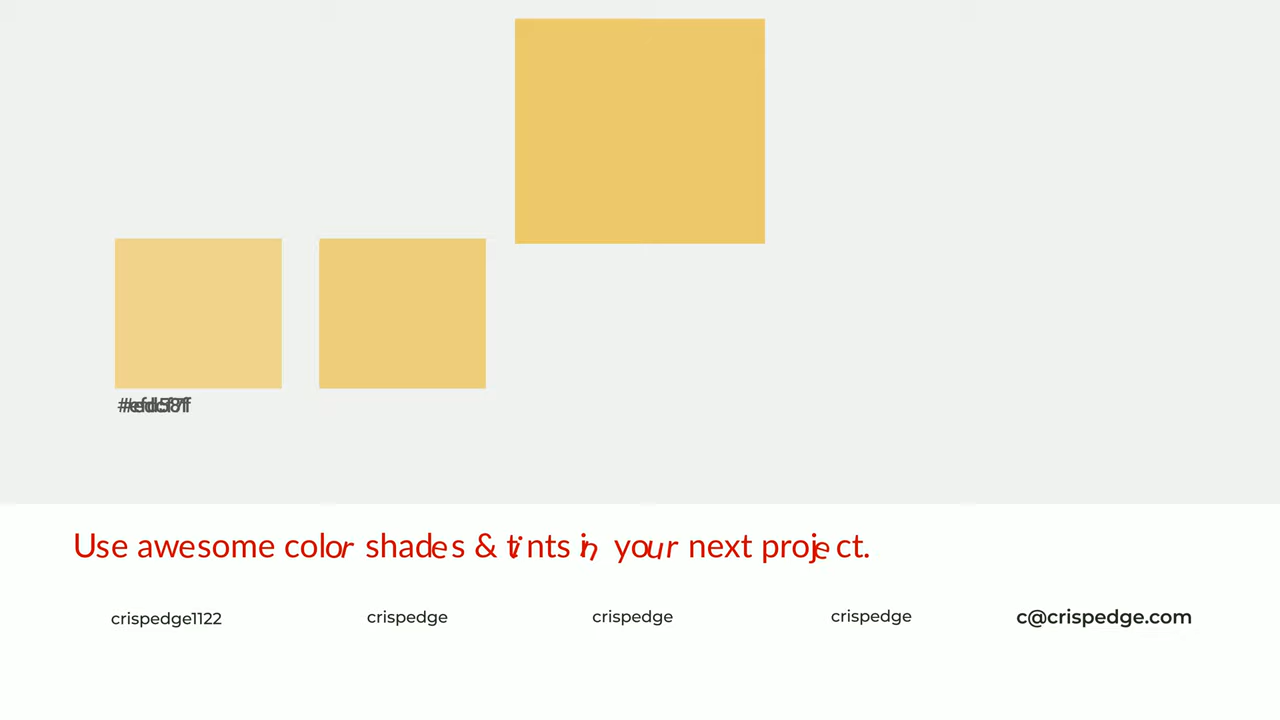 Use awesome color shades & tints in your next project.
crispedge1122 crispedge crispedge crispedge c@crispedge.com